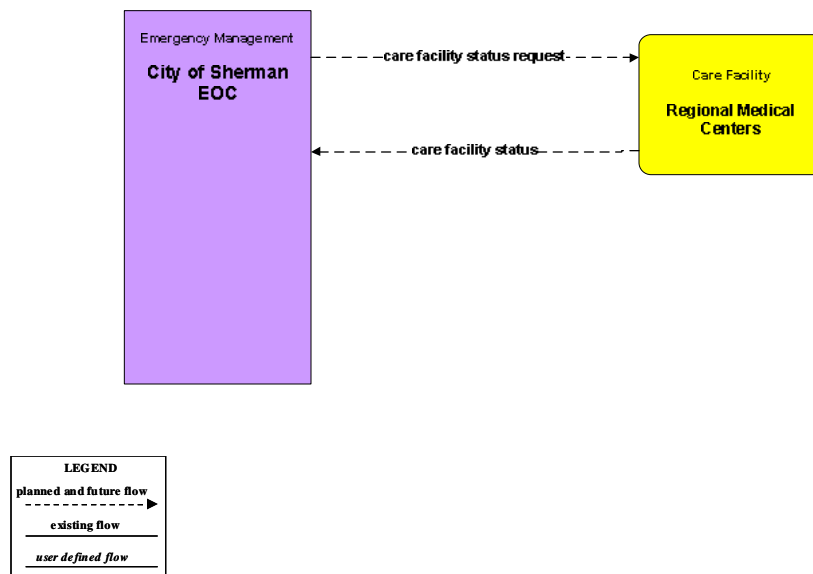 Emergency Management
City of Sherman
EOC
care facility status request
care facility status
Care Facility
Regional Medical
Centers
LEGEND
planned and future flow
existing flow
user defined flow